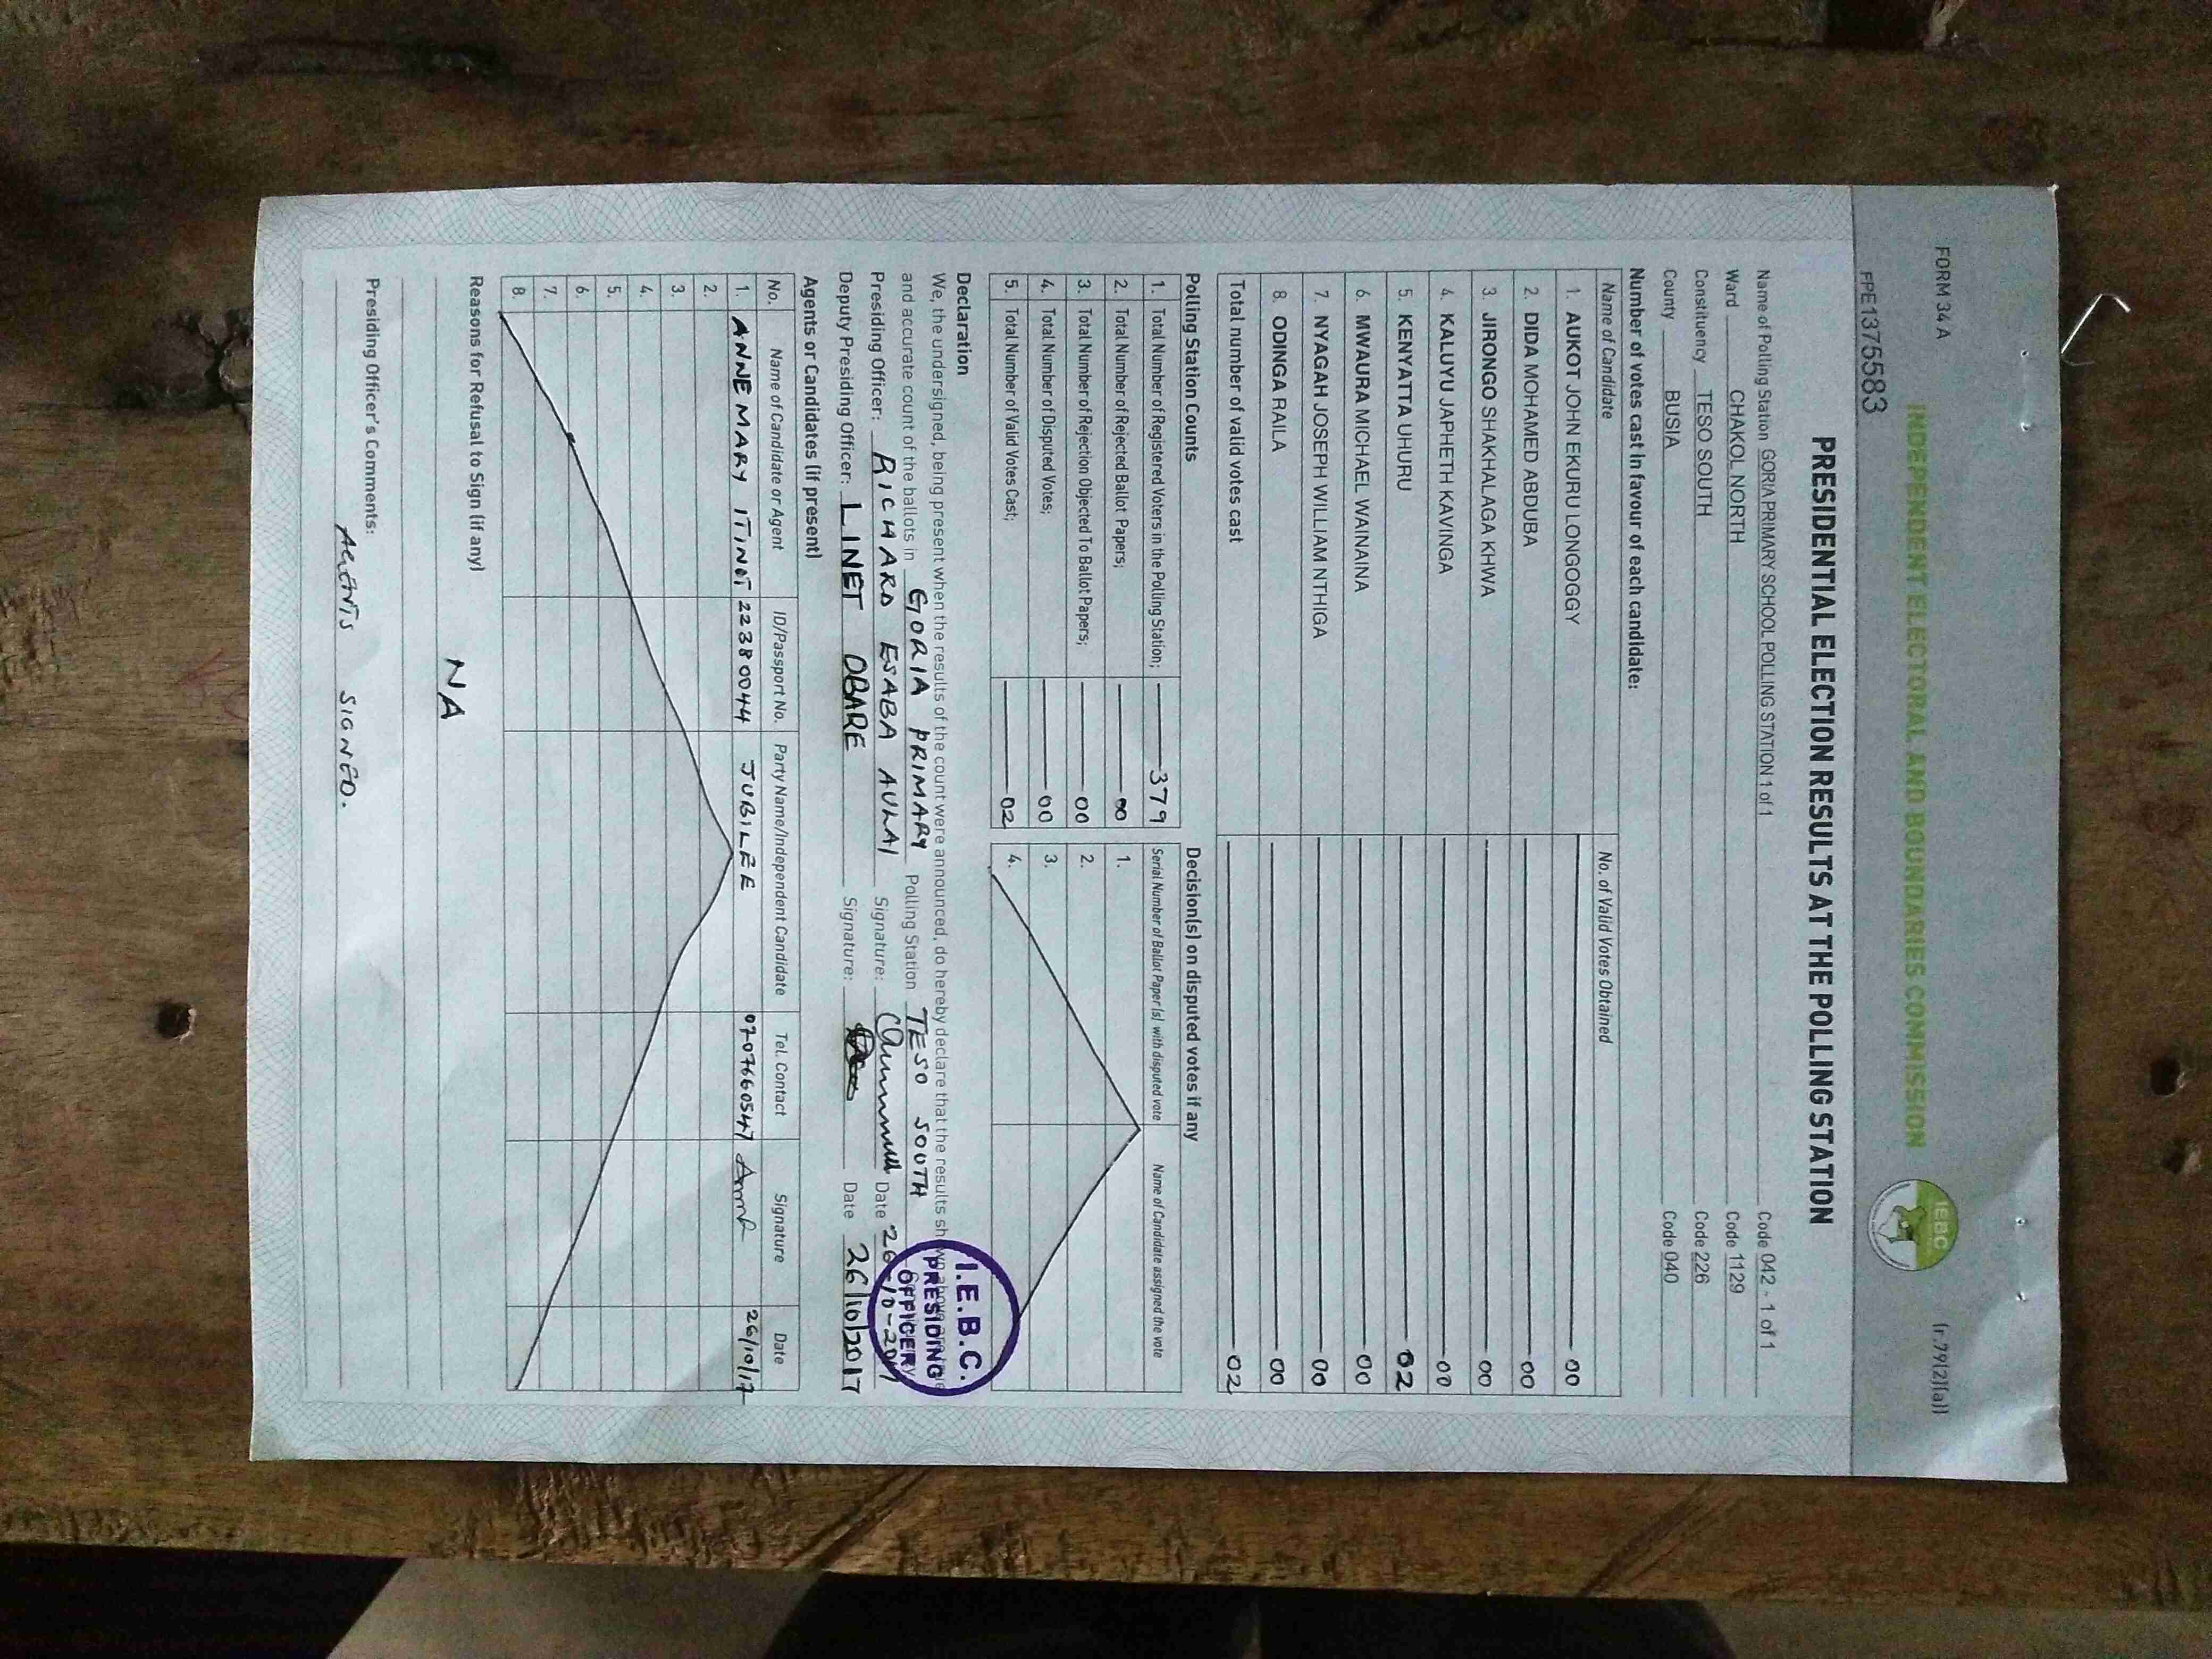 FORM 34 A
(r.79(2)(a))
INDEPENDENT ELECTORAL AND BOUNDARIES COMMISSION
IEBC
FPE1375583
PRESIDENTIAL ELECTION RESULTS AT THE POLLING STATION
Name of Polling Station GORIA PRIMARY SCHOOL POLLING STATION 1 of 1 Code 042 - 1 of 1
Ward CHAKOL NORTH Code 1129
Constituency TESO SOUTH Code 226
County BUSIA Code 040
Number of votes cast in favour of each candidate:
Name of Candidate No. of Valid Votes Obtained
1. AUKOT JOHN EKURU LONGOGGY 00
2. DIDA MOHAMED ABDUBA 00
3. JIRONGO SHAKHALAGA KHWA 00
4. KALUYU JAPHETH KAVINGA 00
5. KENYATTA UHURU 02
6. MWAURA MICHAEL WAINAINA 00
7. NYAGAH JOSEPH WILLIAM NTHIGA 00
8. ODINGA RAILA 00
Total number of valid votes cast 02
Polling Station Counts
1. Total Number of Registered Voters in the Polling Station; 379
2. Total Number of Rejected Ballot Papers; 00
3. Total Number of Rejection Objected To Ballot Papers; 00
4. Total Number of Disputed Votes; 00
5. Total Number of Valid Votes Cast; 02
Decision(s) on disputed votes if any
Serial Number of Ballot Paper(s) with disputed vote Name of Candidate assigned the vote
1.
2.
3.
4.
Declaration
We, the undersigned, being present when the results of the count were announced, do hereby declare that the results
and accurate count of the ballots in GORIA PRIMARY Polling Station TESO SOUTH
Presiding Officer: RICHARD ESABA AULAI Signature: Date 26-10-2017
Deputy Presiding Officer: LINET OBARE Signature: Date 26/10/2017
I.E.B.C.
PRESIDING
OFFICER
Agents or Candidates (if present)
No. Name of Candidate or Agent ID/Passport No. Party Name/Independent Candidate Tel. Contact Signature Date
1. ANNE MARY 22380044 JUBILEE 0707660547 26/10/17
2.
3.
4.
5.
6.
7.
8.
Reasons for Refusal to Sign (if any)
NA
Presiding Officer's Comments:
AGENTS SIGNED.